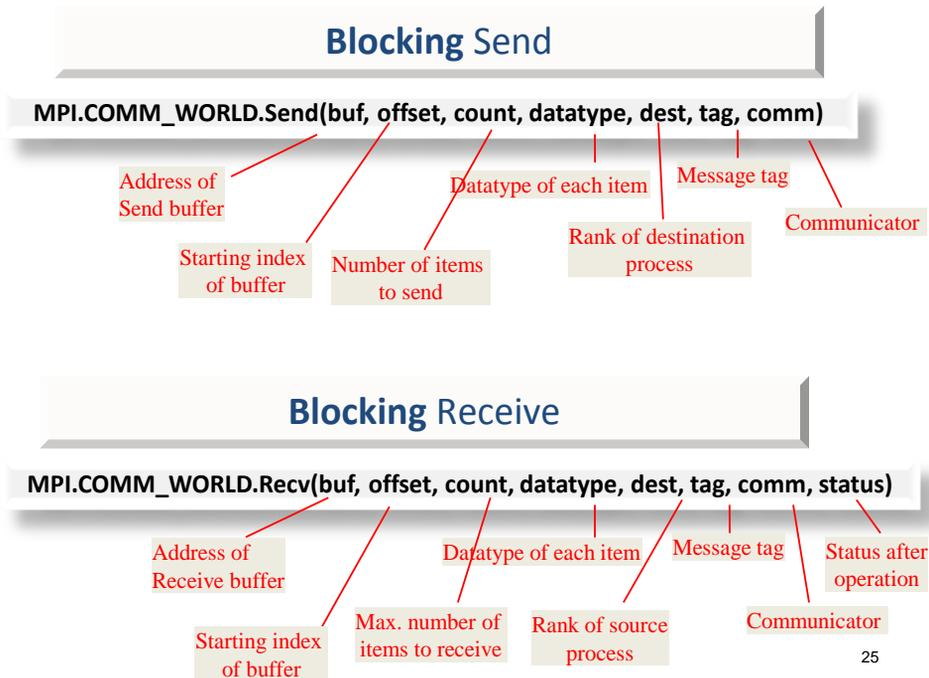 Blocking Send
MPI.COMM_WORLD.Send(buf, offset, count, datatype, dest, tag, comm)
Address of
Send buffer
Starting index
of buffer
Number of items
to send
Datatype of each item
Rank of destination
process
Message tag
Communicator
Blocking Receive
MPI.COMM_WORLD.Recv(buf, offset, count, datatype, dest, tag, comm, status)
Address of
Receive buffer
Starting index
of buffer
Max. number of
items to receive
Datatype of each item
Rank of source
process
Message tag
Communicator
Status after
operation
25